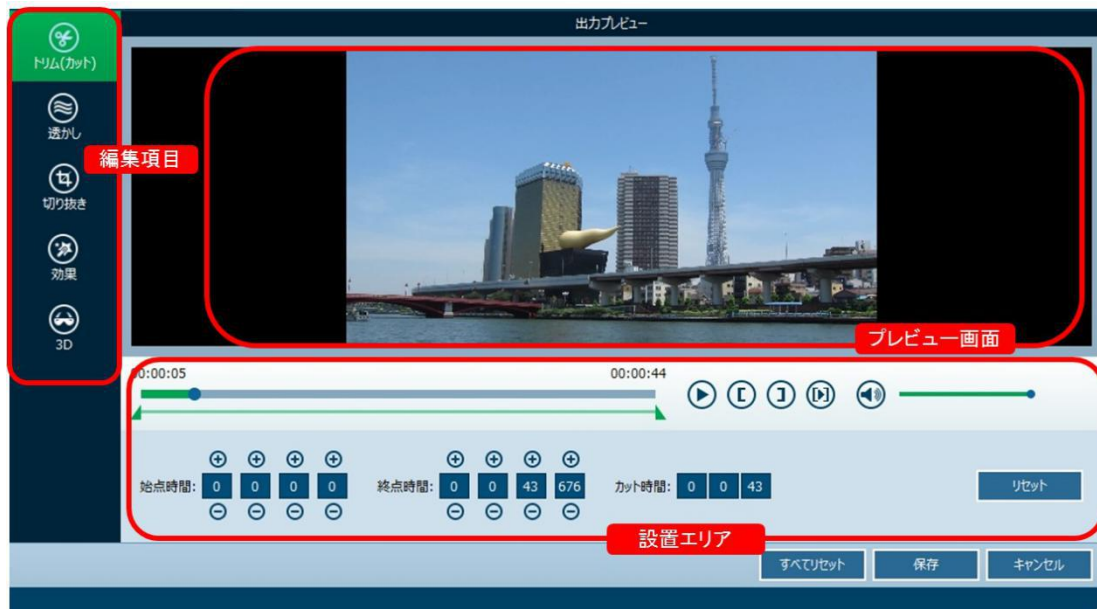 出力プレビュー
トリム(カット)
透かし
編集項目
切り抜き
効果
3D
プレビュー画面
00:00:05
00:00:44
始点時間: 0 0 0 0
終点時間: 0 0 43 676
カット時間: 0 0 43
リセット
設置エリア
すべてリセット
保存
キャンセル